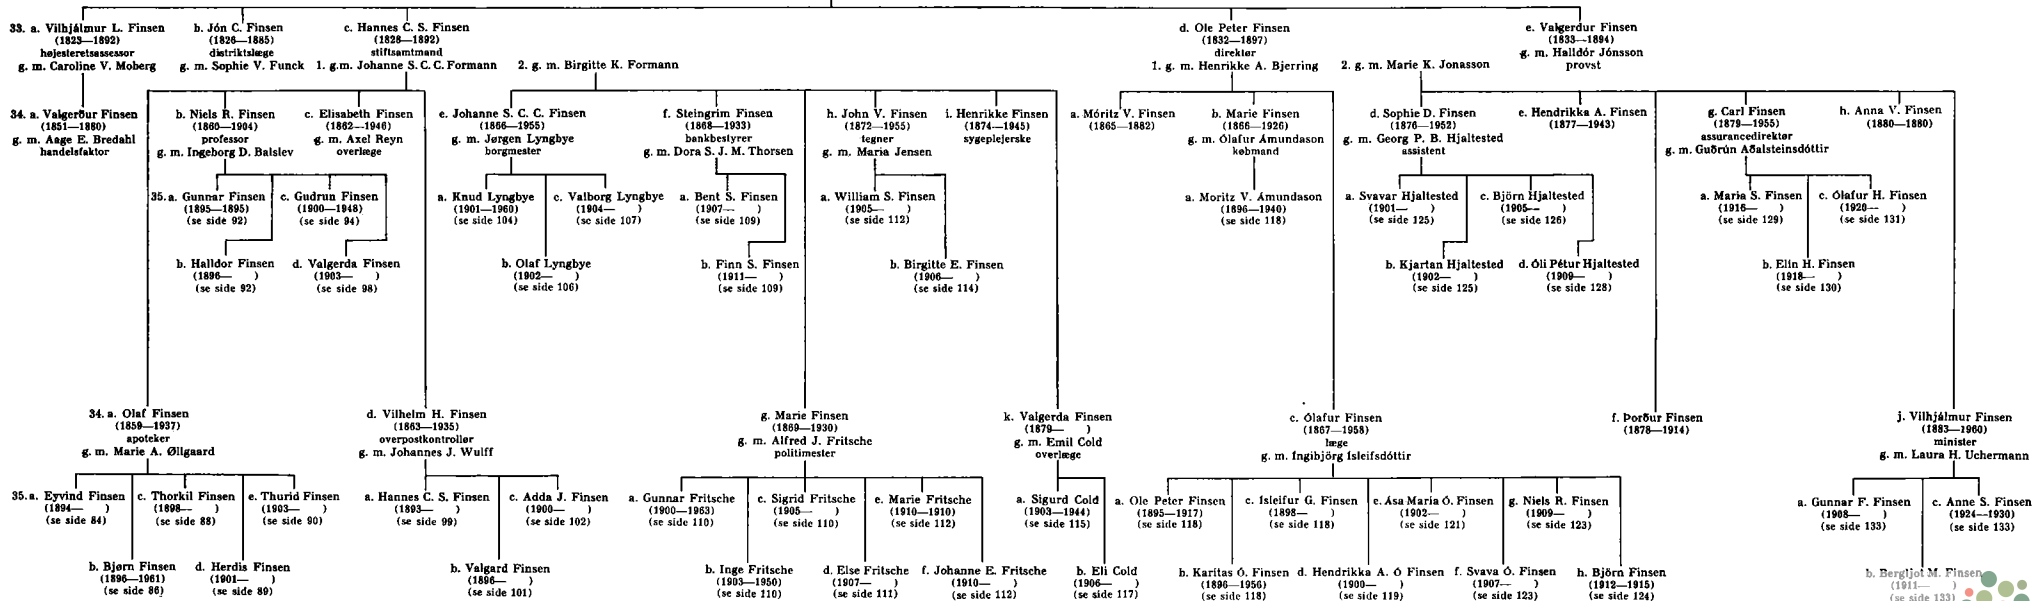 33. a. Vilhjálmur L. Finsen
(1823—1892)
højesteretsassessor
g. m. Caroline V. Moberg
b. Jón C. Finsen
(1826—1885)
distriktslæge
g. m. Sophie V. Funck
c. Hannes C. S. Finsen
(1828—1892)
stiftsamtmand
1. g.m. Johanne S. C. C. Formann
2. g. m. Birgitte K. Formann
d. Ole Peter Finsen
(1832—1897)
direktør
1. g. m. Henrikke A. Bjerring
2. g. m. Marie K. Jonasson
e. Valgerdur Finsen
(1833—1894)
g. m. Halldór Jónsson
provst
34. a. Valgerður Finsen
(1851—1880)
g. m. Aage E. Bredahl
handelsfaktor
b. Niels R. Finsen
(1860—1904)
professor
g. m. Ingeborg D. Balslev
c. Elisabeth Finsen
(1862—1946)
g. m. Axel Reyn
overlæge
e. Johanne S. C. C. Finsen
(1866—1955)
g. m. Jørgen Lyngbye
borgmester
f. Steingrim Finsen
(1868—1933)
bankbestyrer
g. m. Dora S. J. M. Thorsen
h. John V. Finsen
(1872—1955)
tegner
g. m. Maria Jensen
i. Henrikke Finsen
(1874—1945)
sygeplejerske
a. Móritz V. Finsen
(1865—1882)
b. Marie Finsen
(1866—1926)
g. m. Ólafur Ámundason
købmand
d. Sophie D. Finsen
(1876—1952)
g. m. Georg P. B. Hjaltested
assistent
e. Hendrikka A. Finsen
(1877—1943)
g. Carl Finsen
(1879—1955)
assurancedirektør
g. m. Guðrún Aðalsteinsdóttir
h. Anna V. Finsen
(1880—1880)
35. a. Gunnar Finsen
(1895—1895)
(se side 92)
c. Gudrun Finsen
(1900—1948)
(se side 94)
a. Knud Lyngbye
(1901—1960)
(se side 104)
c. Valborg Lyngbye
(1904— )
(se side 107)
a. Bent S. Finsen
(1907— )
(se side 109)
a. William S. Finsen
(1905— )
(se side 112)
a. Moritz V. Ámundason
(1896—1940)
(se side 118)
a. Svavar Hjaltested
(1901— )
(se side 125)
c. Björn Hjaltested
(1905— )
(se side 126)
a. Maria S. Finsen
(1916— )
(se side 129)
c. Ólafur H. Finsen
(1920— )
(se side 131)
b. Halldor Finsen
(1896— )
(se side 92)
d. Valgerda Finsen
(1903— )
(se side 98)
b. Olaf Lyngbye
(1902— )
(se side 106)
b. Finn S. Finsen
(1911— )
(se side 109)
b. Birgitte E. Finsen
(1906— )
(se side 114)
b. Kjartan Hjaltested
(1902— )
(se side 125)
d. Óli Pétur Hjaltested
(1909— )
(se side 128)
b. Elín H. Finsen
(1918— )
(se side 130)
34. a. Olaf Finsen
(1859—1937)
apoteker
g. m. Marie A. Øllgaard
d. Vilhelm H. Finsen
(1863—1935)
overpostkontrollør
g. m. Johannes J. Wulff
g. Marie Finsen
(1869—1930)
g. m. Alfred J. Fritsche
politimester
k. Valgerda Finsen
(1879— )
g. m. Emil Cold
overlæge
c. Ólafur Finsen
(1867—1958)
læge
g. m. Ingibjörg Ísleifsdóttir
f. Þorður Finsen
(1878—1914)
j. Vilhjálmur Finsen
(1883—1960)
minister
g. m. Laura H. Uchermann
35. a. Eyvind Finsen
(1894— )
(se side 84)
c. Thorkil Finsen
(1898— )
(se side 88)
e. Thurid Finsen
(1903— )
(se side 90)
a. Hannes C. S. Finsen
(1893— )
(se side 99)
c. Adda J. Finsen
(1900— )
(se side 102)
a. Gunnar Fritsche
(1900—1963)
(se side 110)
c. Sigrid Fritsche
(1905— )
(se side 110)
e. Marie Fritsche
(1910—1910)
(se side 112)
a. Sigurd Cold
(1903—1944)
(se side 115)
a. Ole Peter Finsen
(1895—1917)
(se side 118)
c. Ísleifur G. Finsen
(1898— )
(se side 118)
e. Ása Maria Ó. Finsen
(1902— )
(se side 121)
g. Niels R. Finsen
(1909— )
(se side 123)
a. Gunnar F. Finsen
(1908— )
(se side 133)
c. Anne S. Finsen
(1924—1930)
(se side 133)
b. Bjørn Finsen
(1896—1961)
(se side 86)
d. Herdis Finsen
(1901— )
(se side 89)
b. Valgard Finsen
(1896— )
(se side 101)
b. Inge Fritsche
(1903—1950)
(se side 110)
d. Else Fritsche
(1907— )
(se side 111)
f. Johanne E. Fritsche
(1910— )
(se side 112)
b. Eli Cold
(1906— )
(se side 117)
b. Karitas Ó. Finsen
(1896—1956)
(se side 118)
d. Hendrikka A. Ó Finsen
(1900— )
(se side 119)
f. Svava Ó. Finsen
(1907— )
(se side 123)
h. Björn Finsen
(1912—1915)
(se side 124)
b. Bergljot M. Finsen
(1911— )
(se side 133)